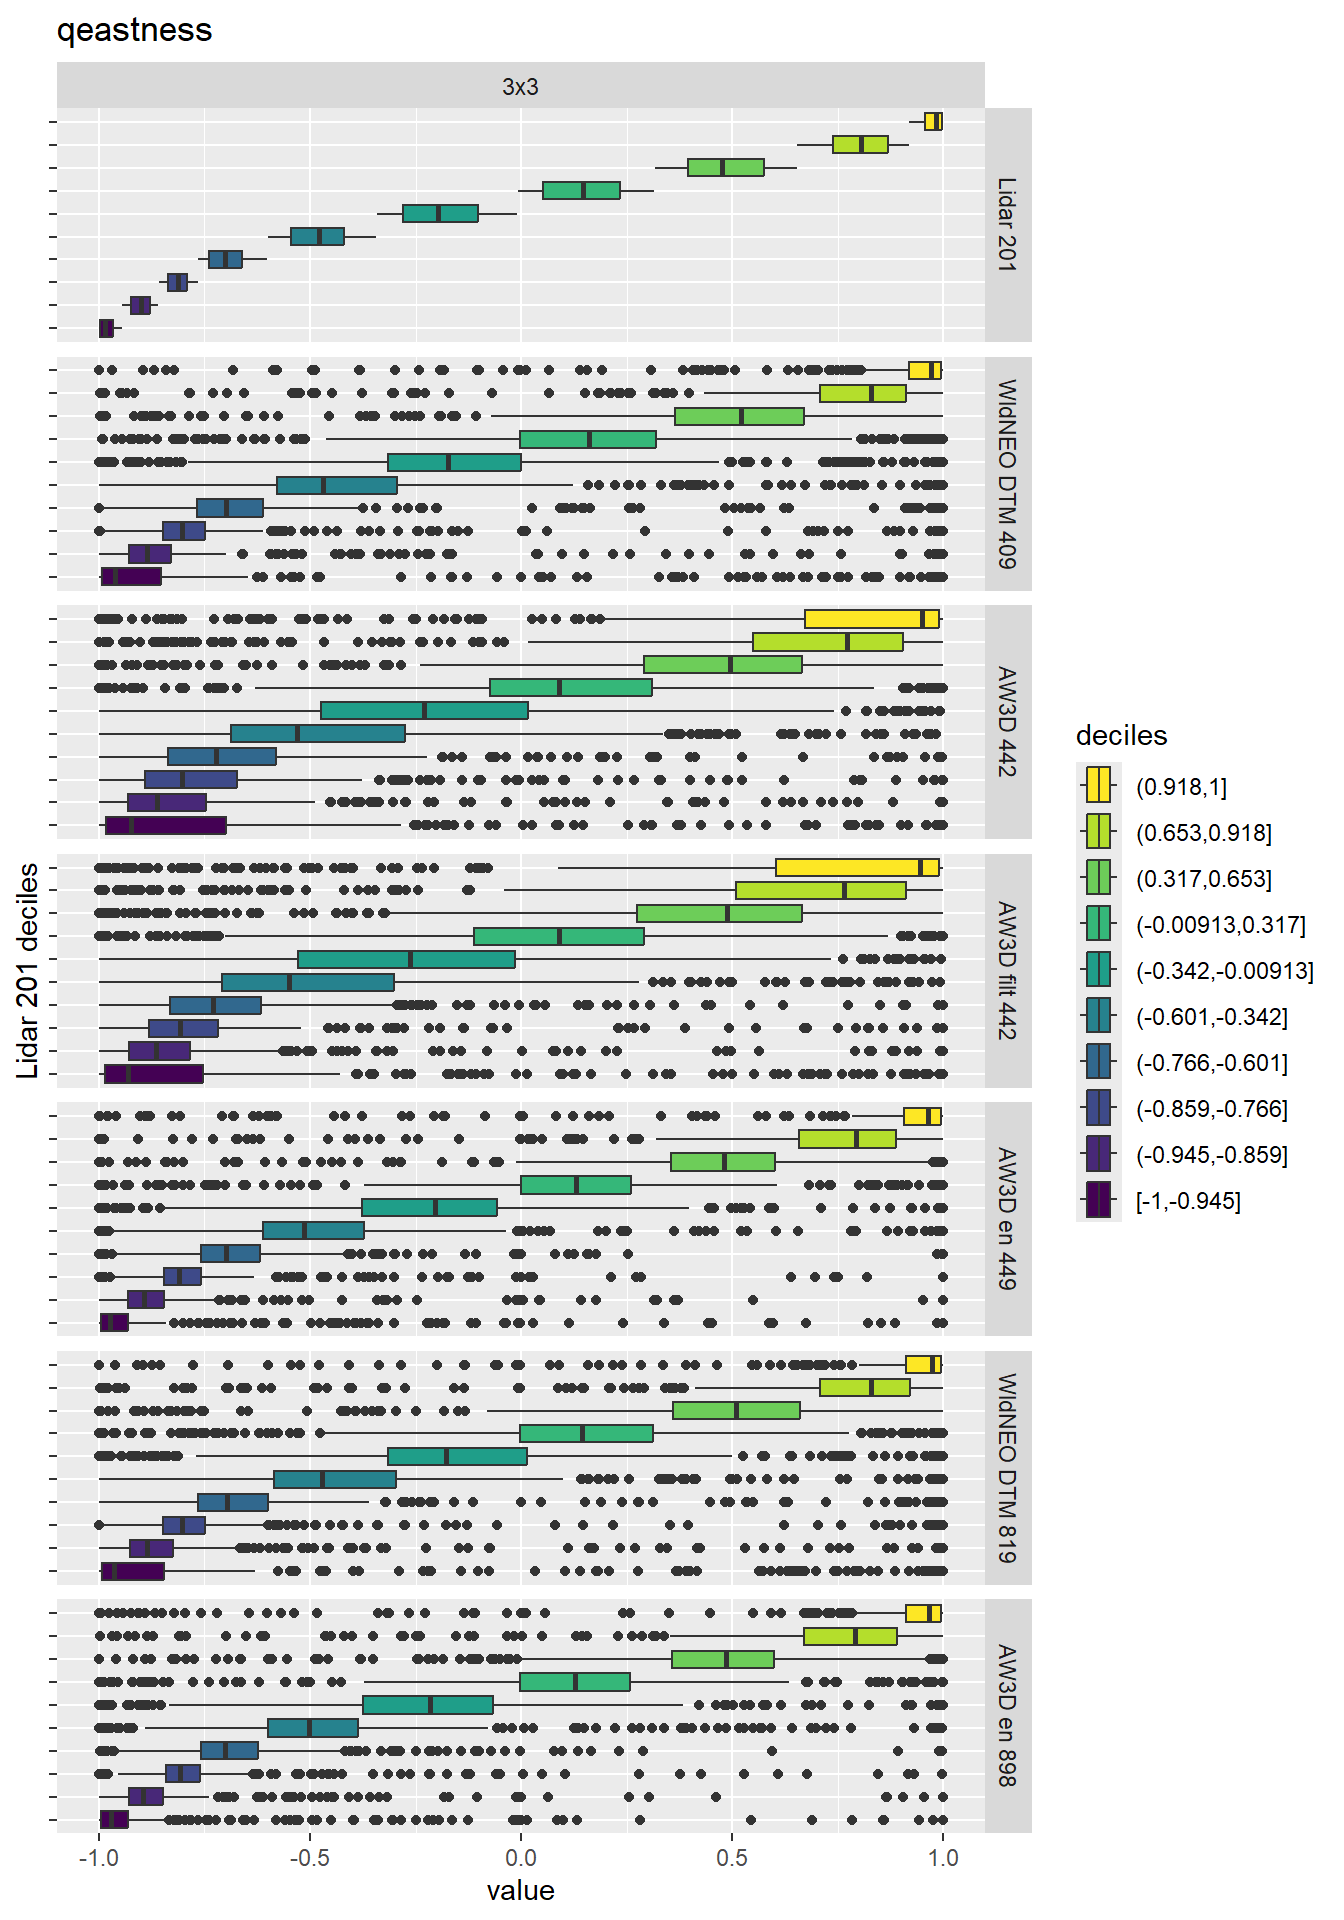 qeastness
3x3
Lidar 201
WldNEO DTM 409
AW3D 442
AW3D filt 442
AW3D en 449
WldNEO DTM 819
AW3D en 898
Lidar 201 deciles
-1.0
-0.5
0.0
0.5
1.0
value
deciles
(0.918,1]
(0.653,0.918]
(0.317,0.653]
(-0.00913,0.317]
(-0.342,-0.00913]
(-0.601,-0.342]
(-0.766,-0.601]
(-0.859,-0.766]
(-0.945,-0.859]
[-1,-0.945]